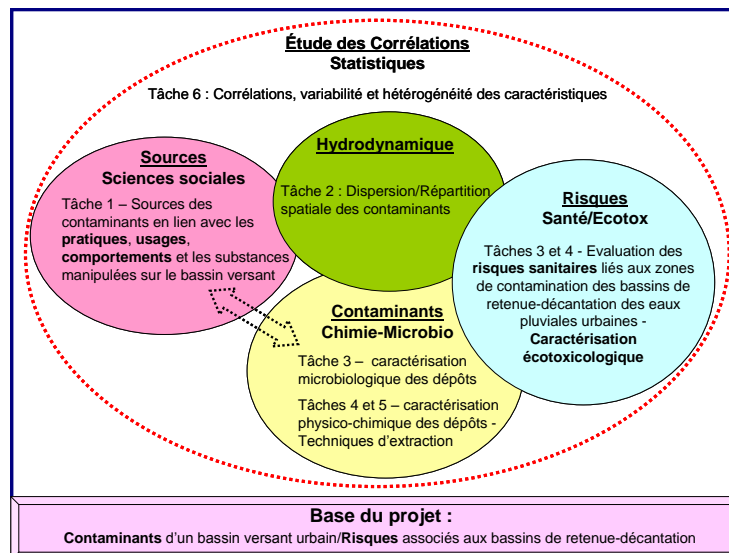 Étude des Corrélations
Statistiques
Tâche 6 : Corrélations, variabilité et hétérogénéité des caractéristiques
Hydrodynamique
Tâche 2 : Dispersion/Répartition
spatiale des contaminants
Sources
Sciences sociales
Tâche 1 – Sources des
contaminants en lien avec les
pratiques, usages,
comportements et les substances
manipulées sur le bassin versant
Risques
Santé/Ecotox
Tâches 3 et 4 - Evaluation des
risques sanitaires liés aux zones
de contamination des bassins de
retenue-décantation des eaux
pluviales urbaines -
Caractérisation
écotoxicologique
Contaminants
Chimie-Microbio
Tâche 3 – caractérisation
microbiologique des dépôts
Tâches 4 et 5 – caractérisation
physico-chimique des dépôts -
Techniques d'extraction
Base du projet :
Contaminants d'un bassin versant urbain/Risques associés aux bassins de retenue-décantation